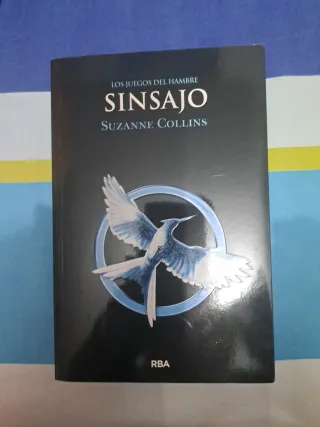 LOS JUEGOS DEL HAMBRE
SINSAJO
SUZANNE COLLINS
RBA